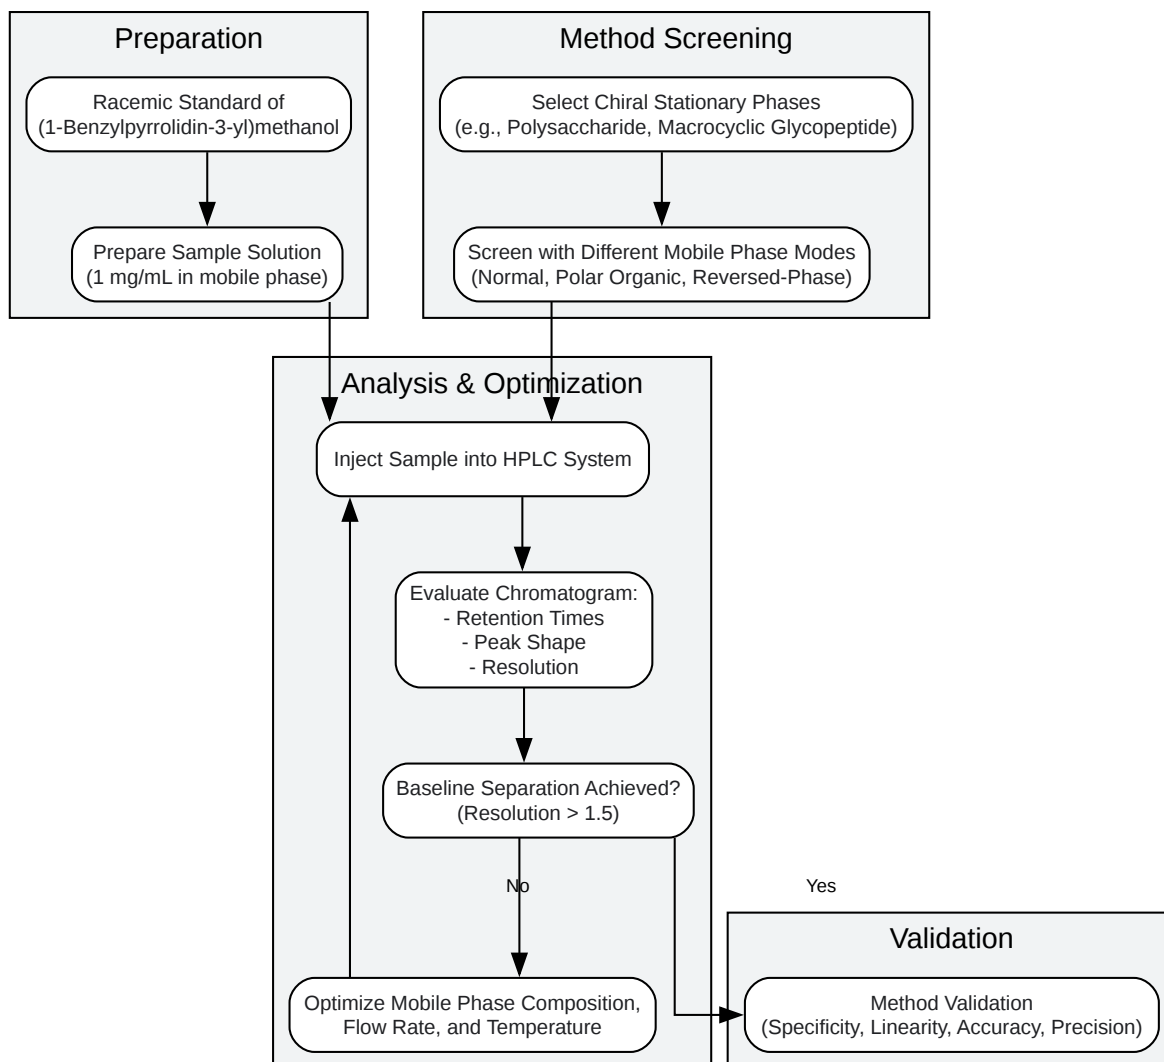 Preparation
Racemic Standard of
(1-Benzylpyrrolidin-3-yl)methanol
Prepare Sample Solution
(1 mg/mL in mobile phase)
Method Screening
Select Chiral Stationary Phases
(e.g., Polysaccharide, Macrocyclic Glycopeptide)
Screen with Different Mobile Phase Modes
(Normal, Polar Organic, Reversed-Phase)
Analysis & Optimization
Inject Sample into HPLC System
Evaluate Chromatogram:
- Retention Times
- Peak Shape
- Resolution
Baseline Separation Achieved?
(Resolution > 1.5)
No
Yes
Optimize Mobile Phase Composition,
Flow Rate, and Temperature
Validation
Method Validation
(Specificity, Linearity, Accuracy, Precision)